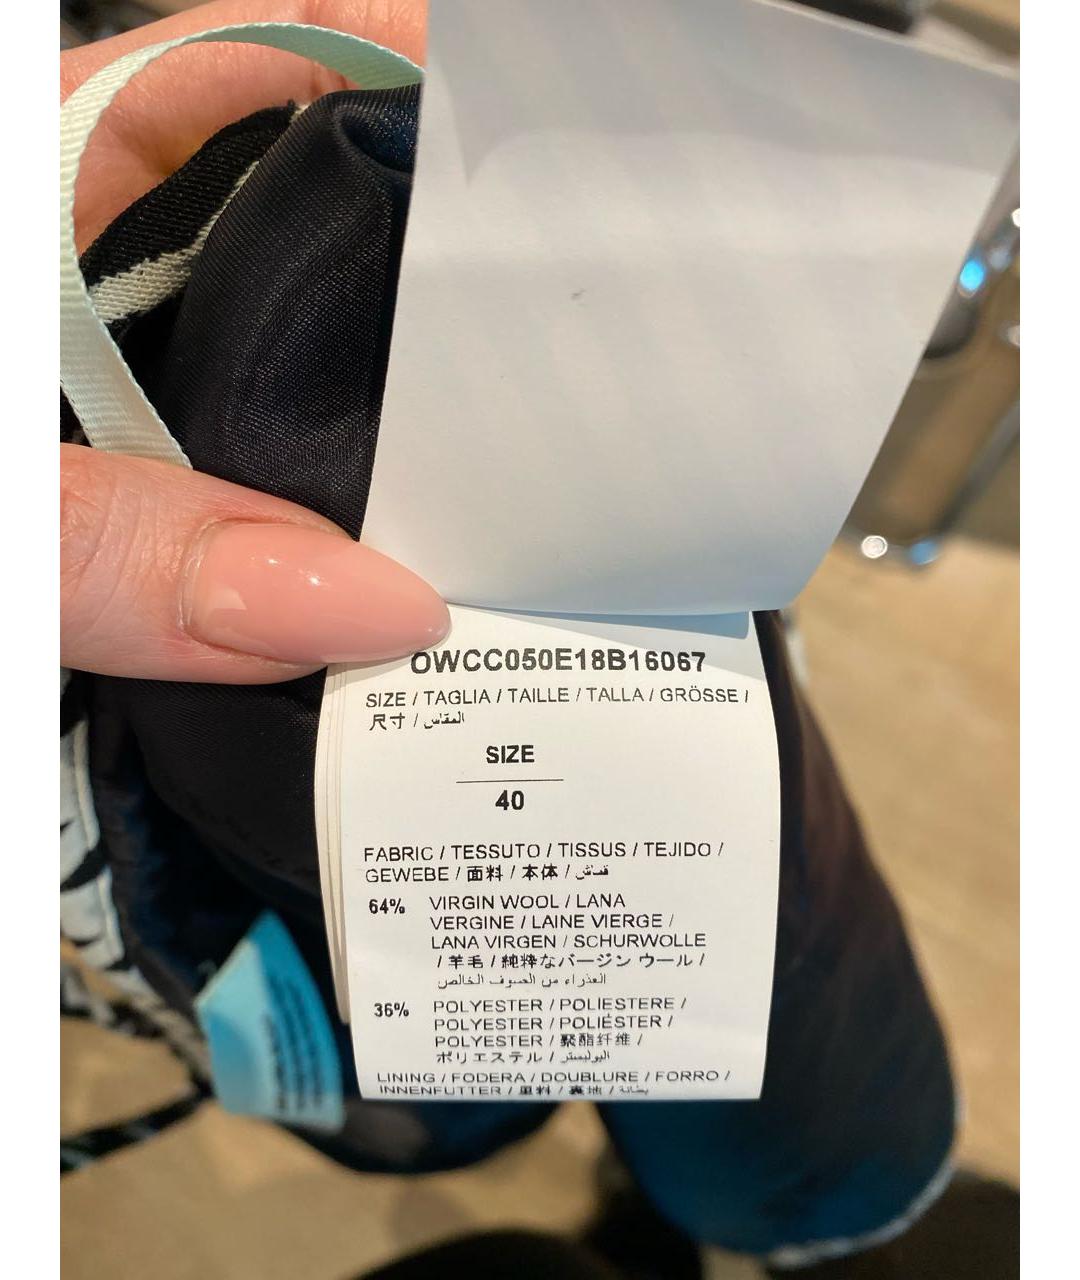 OWCC050E18B16067
SIZE / TAGLIA / TAILLE / TALLA / GRÖSSE /
尺寸 / المقاس
SIZE
40
FABRIC / TESSUTO / TISSUS / TEJIDO /
GEWEBE / 面料 / 本体 / قماش
64% VIRGIN WOOL / LANA
VERGINE / LAINE VIERGE /
LANA VIRGEN / SCHURWOLLE
/ 羊毛 / 純粋なバージン ウール /
العذراء من الصوف الخالص
36% POLYESTER / POLIESTERE /
POLYESTER / POLIÉSTER /
POLYESTER / 聚酯纤维 /
ポリエステル / البوليستر
LINING / FODERA / DOUBLURE / FORRO /
INNENFUTTER / 里料 / 裏地 / بطانة